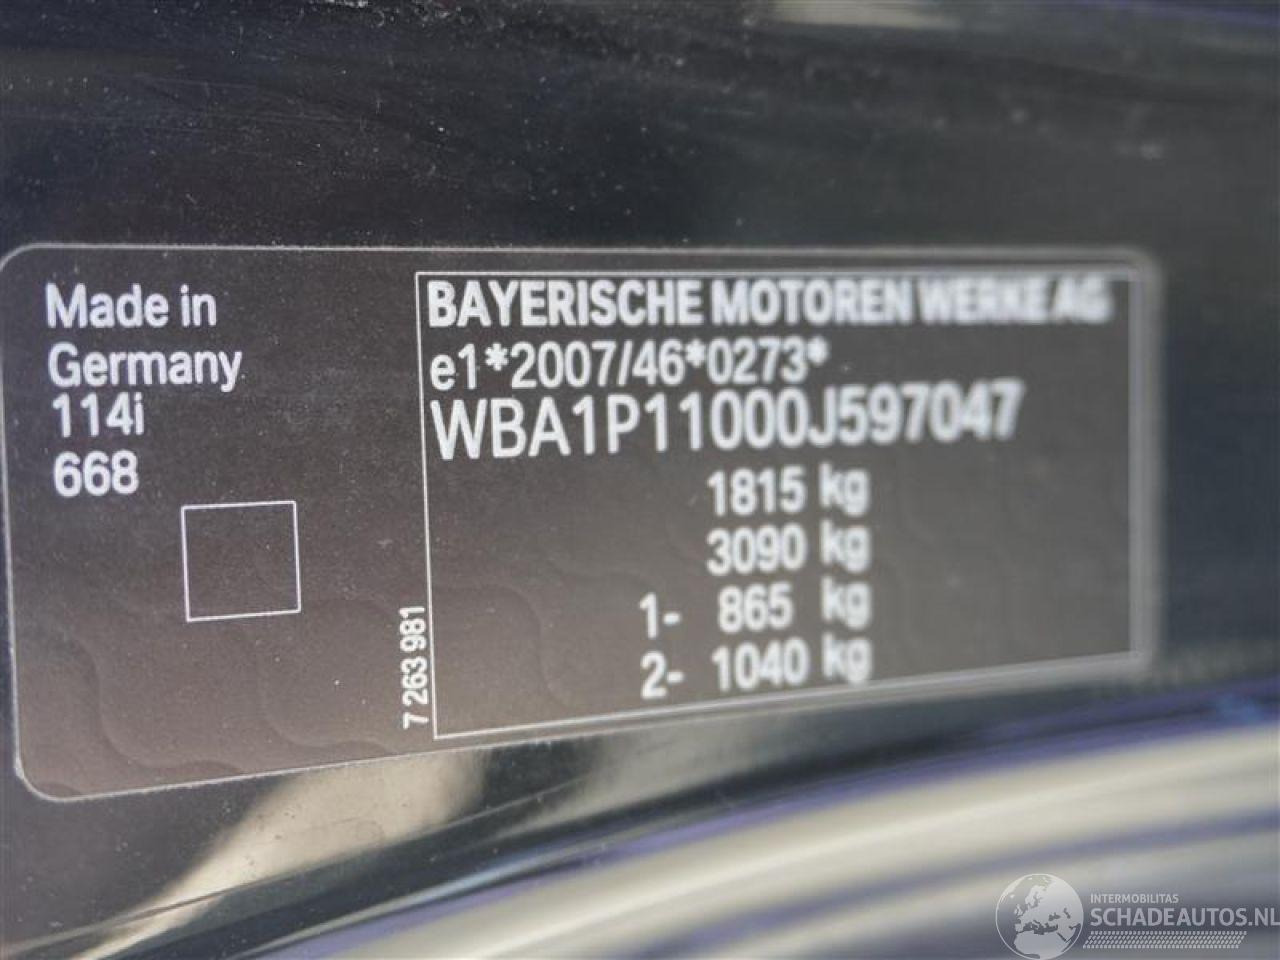 Made in
Germany
114i
668
7 263 981
BAYERISCHE MOTOREN WERKE AG
e1*2007/46*0273*
WBA1P11000J597047
1815 kg
3090 kg
1- 865 kg
2- 1040 kg
INTERMOBILITAS
SCHADEAUTOS.NL